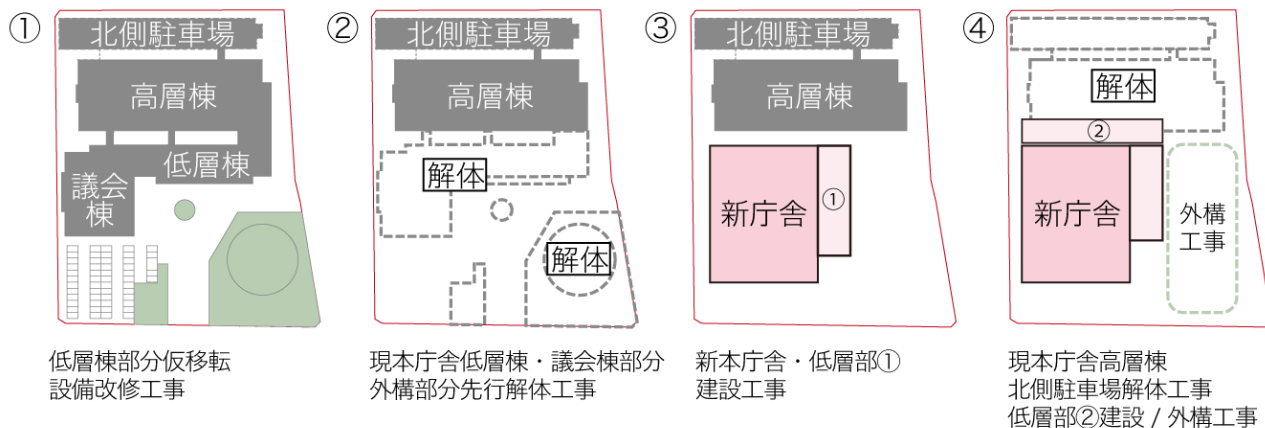 ①
北側駐車場
高層棟
低層棟
議会
棟
低層棟部分仮移転
設備改修工事
②
北側駐車場
高層棟
解体
解体
現本庁舎低層棟・議会棟部分
外構部分先行解体工事
③
北側駐車場
高層棟
新庁舎
①
新本庁舎・低層部①
建設工事
④
解体
②
新庁舎
外構
工事
現本庁舎高層棟
北側駐車場解体工事
低層部②建設 / 外構工事